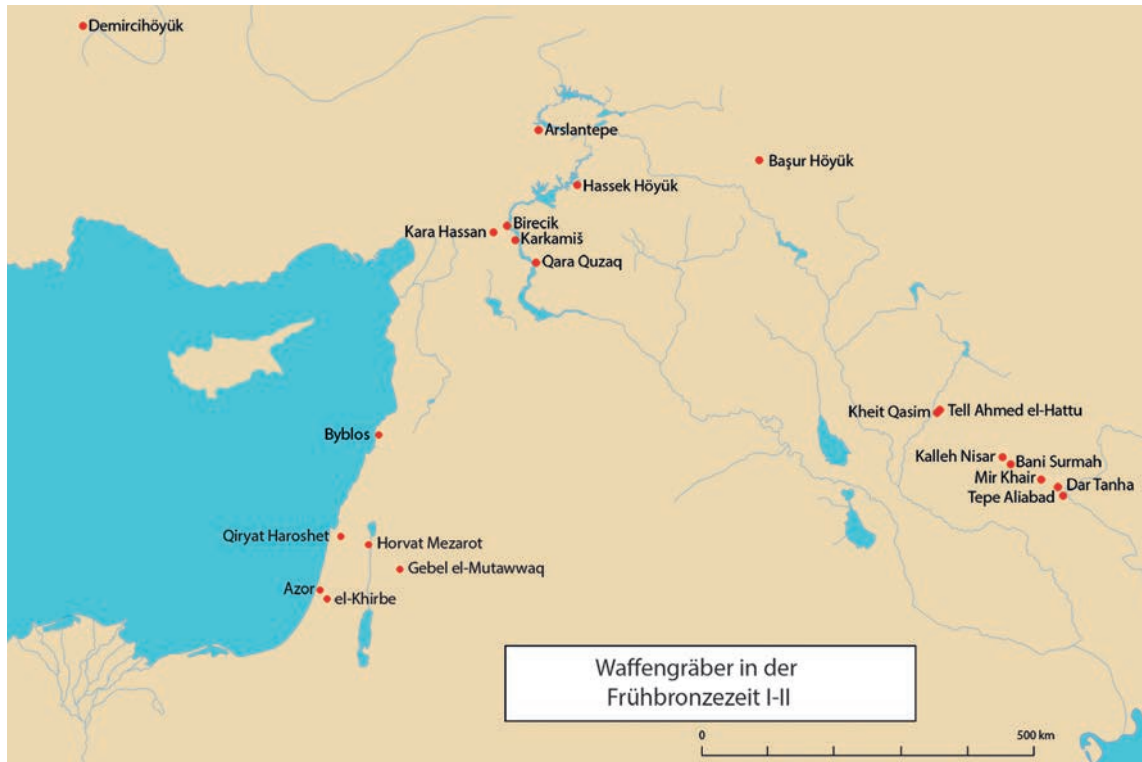 Demircihöyük
Arslantepe
Başur Höyük
Hassek Höyük
Birecik
Kara Hassan
Karkamiš
Qara Quzaq
Kheit Qasim
Tell Ahmed el-Hattu
Byblos
Kalleh Nisar
Bani Surmah
Mir Khair
Dar Tanha
Tepe Aliabad
Qiryat Haroshet
Horvat Mezarot
Gebel el-Mutawwaq
Azor
el-Khirbe
Waffengräber in der
Frühbronzezeit I-II
0
500 km